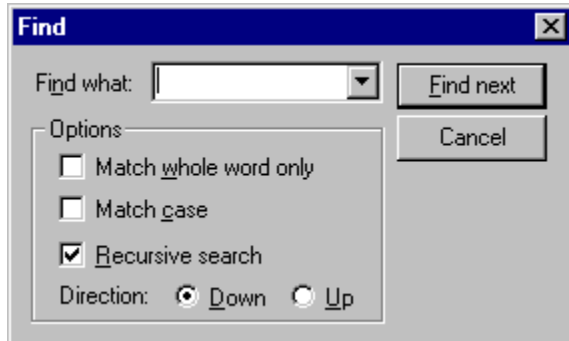 Find
Find what:
Find next
Options
Cancel
Match whole word only
Match case
Recursive search
Direction: Down Up